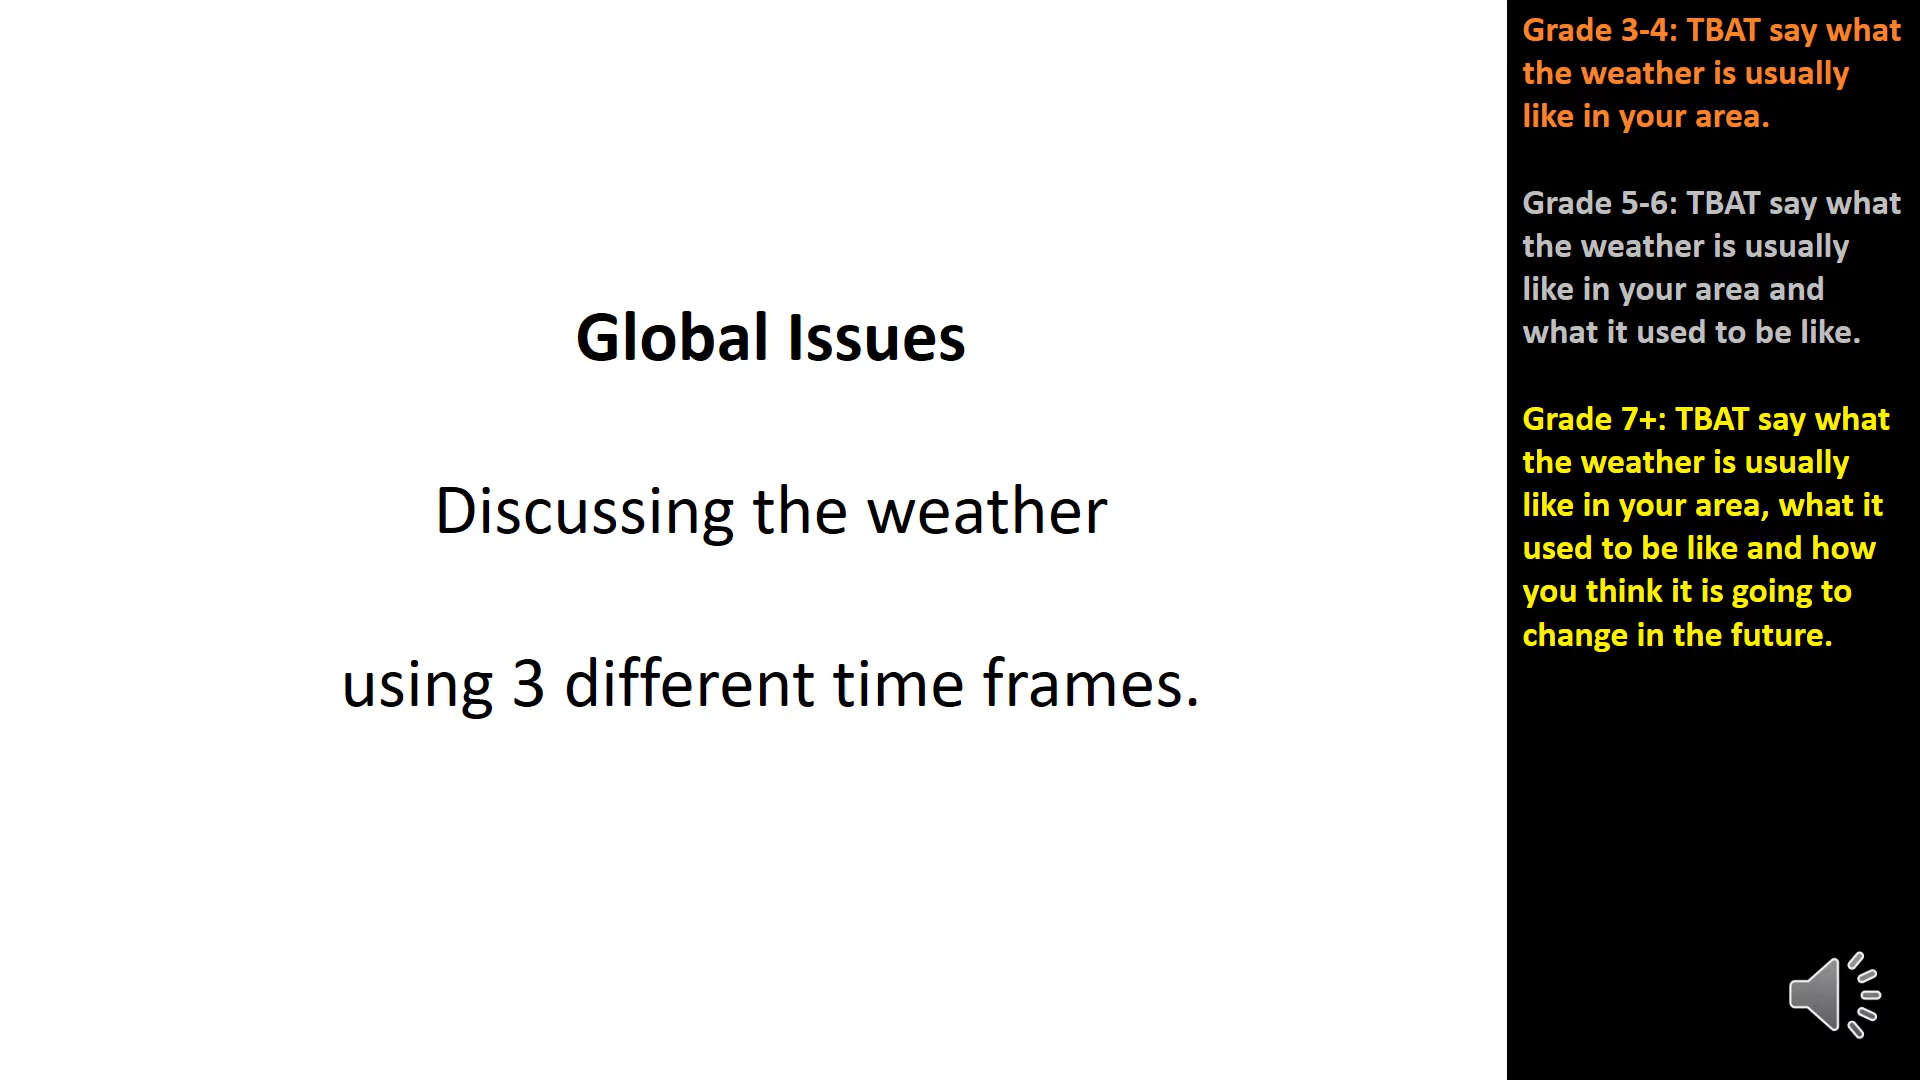 Global Issues
Discussing the weather
using 3 different time frames.
Grade 3-4: TBAT say what
the weather is usually
like in your area.
Grade 5-6: TBAT say what
the weather is usually
like in your area and
what it used to be like.
Grade 7+: TBAT say what
the weather is usually
like in your area, what it
used to be like and how
you think it is going to
change in the future.